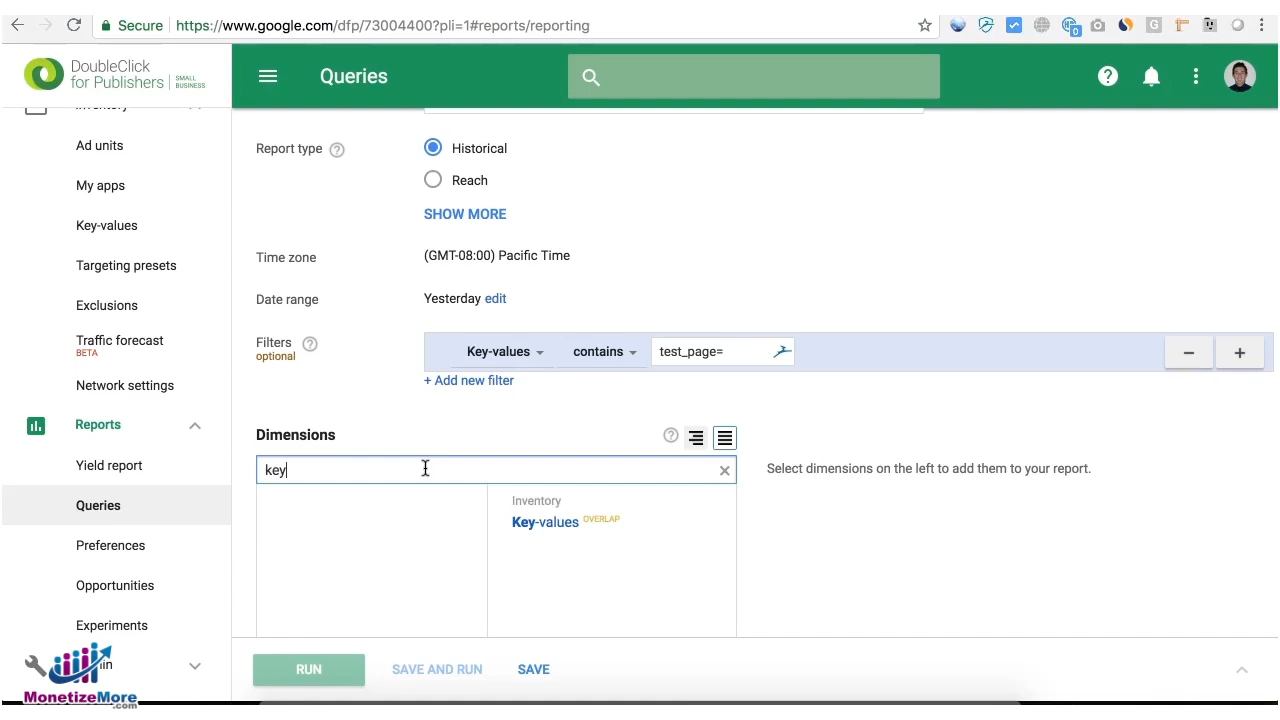 Secure https://www.google.com/dfp/73004400?pli=1#reports/reporting
DoubleClick
for Publishers
SMALL
BUSINESS
Queries
Inventory
Ad units
My apps
Key-values
Targeting presets
Exclusions
Traffic forecast
BETA
Network settings
Reports
Yield report
Queries
Preferences
Opportunities
Experiments
in
MonetizeMore
.com
Report type
Historical
Reach
SHOW MORE
Time zone
(GMT-08:00) Pacific Time
Date range
Yesterday edit
Filters
optional
Key-values contains test_page=
+ Add new filter
Dimensions
key
Select dimensions on the left to add them to your report.
Inventory
Key-values OVERLAP
RUN SAVE AND RUN SAVE